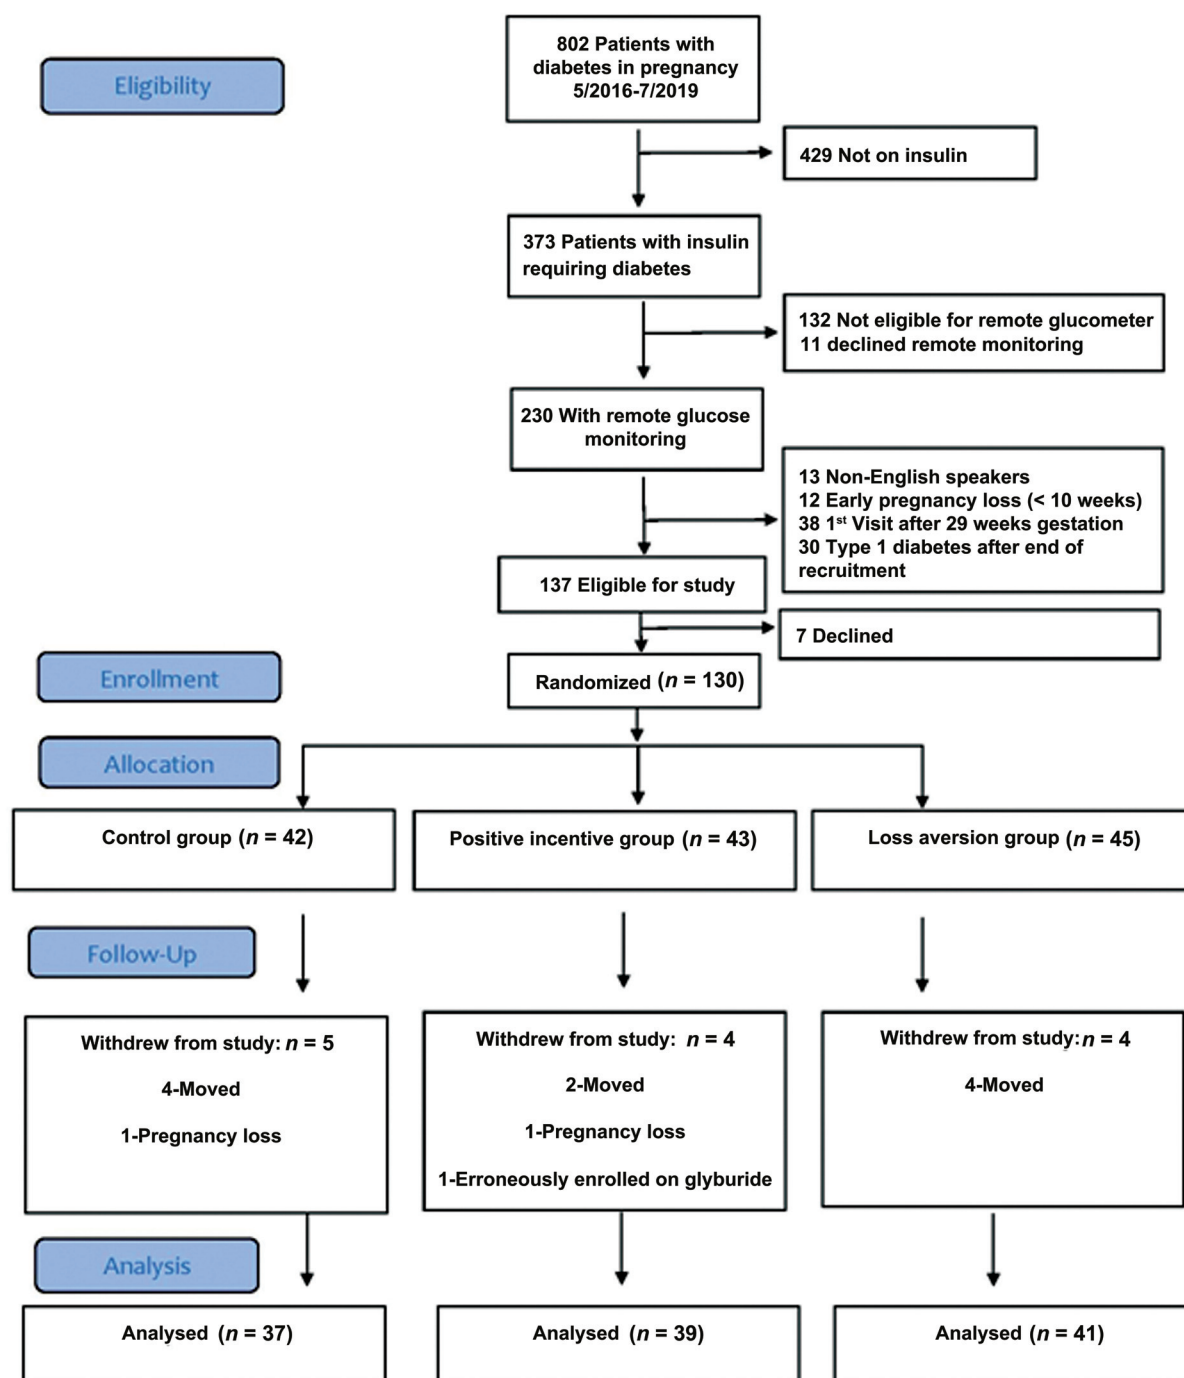 802 Patients with
diabetes in pregnancy
5/2016-7/2019
Eligibility
429 Not on insulin
373 Patients with insulin
requiring diabetes
132 Not eligible for remote glucometer
11 declined remote monitoring
230 With remote glucose
monitoring
13 Non-English speakers
12 Early pregnancy loss (< 10 weeks)
38 1st Visit after 29 weeks gestation
30 Type 1 diabetes after end of
recruitment
137 Eligible for study
7 Declined
Enrollment
Randomized (n = 130)
Allocation
Control group (n = 42)
Positive incentive group (n = 43)
Loss aversion group (n = 45)
Follow-Up
Withdrew from study: n = 5
4-Moved
1-Pregnancy loss
Withdrew from study: n = 4
2-Moved
1-Pregnancy loss
1-Erroneously enrolled on glyburide
Withdrew from study: n = 4
4-Moved
Analysis
Analysed (n = 37)
Analysed (n = 39)
Analysed (n = 41)